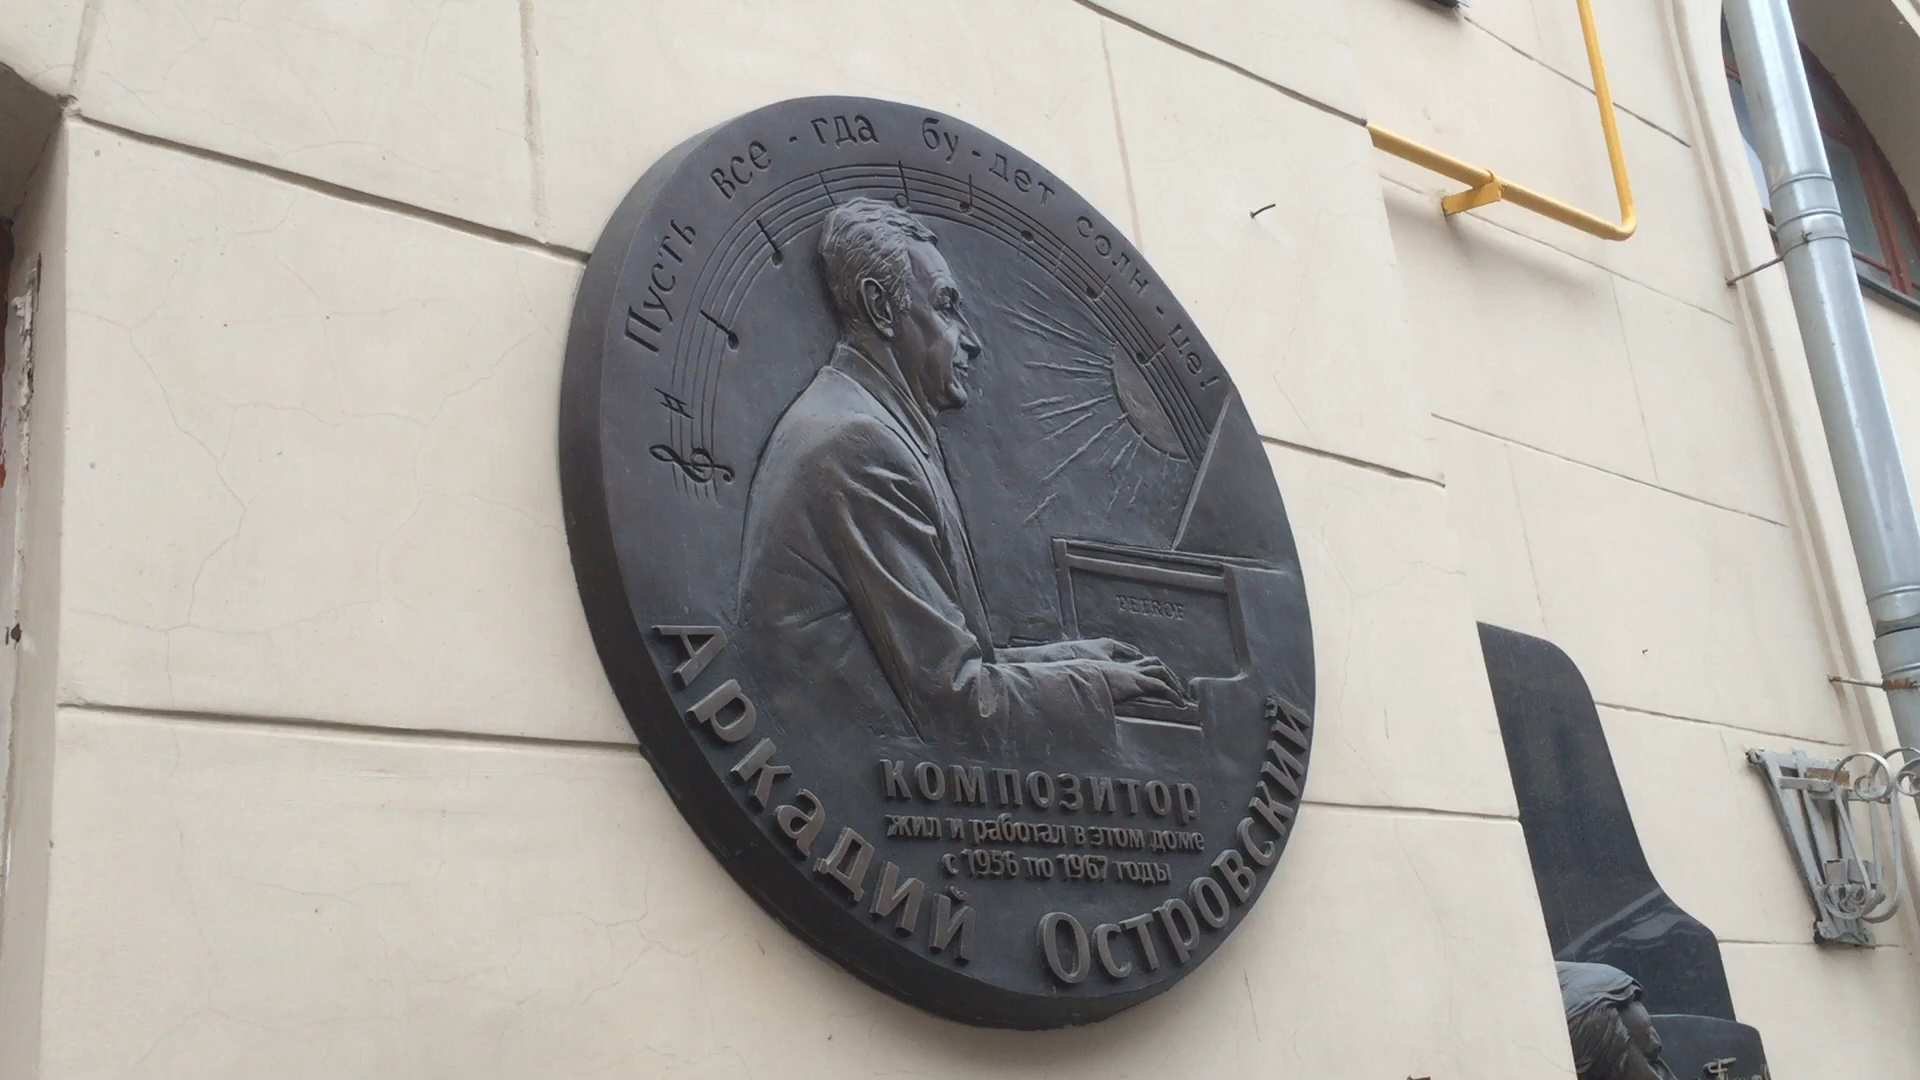 Пусть все - гда бу - дет солн - це!
PETROF
композитор
жил и работал в этом доме
с 1956 по 1967 годы
Аркадий Островский